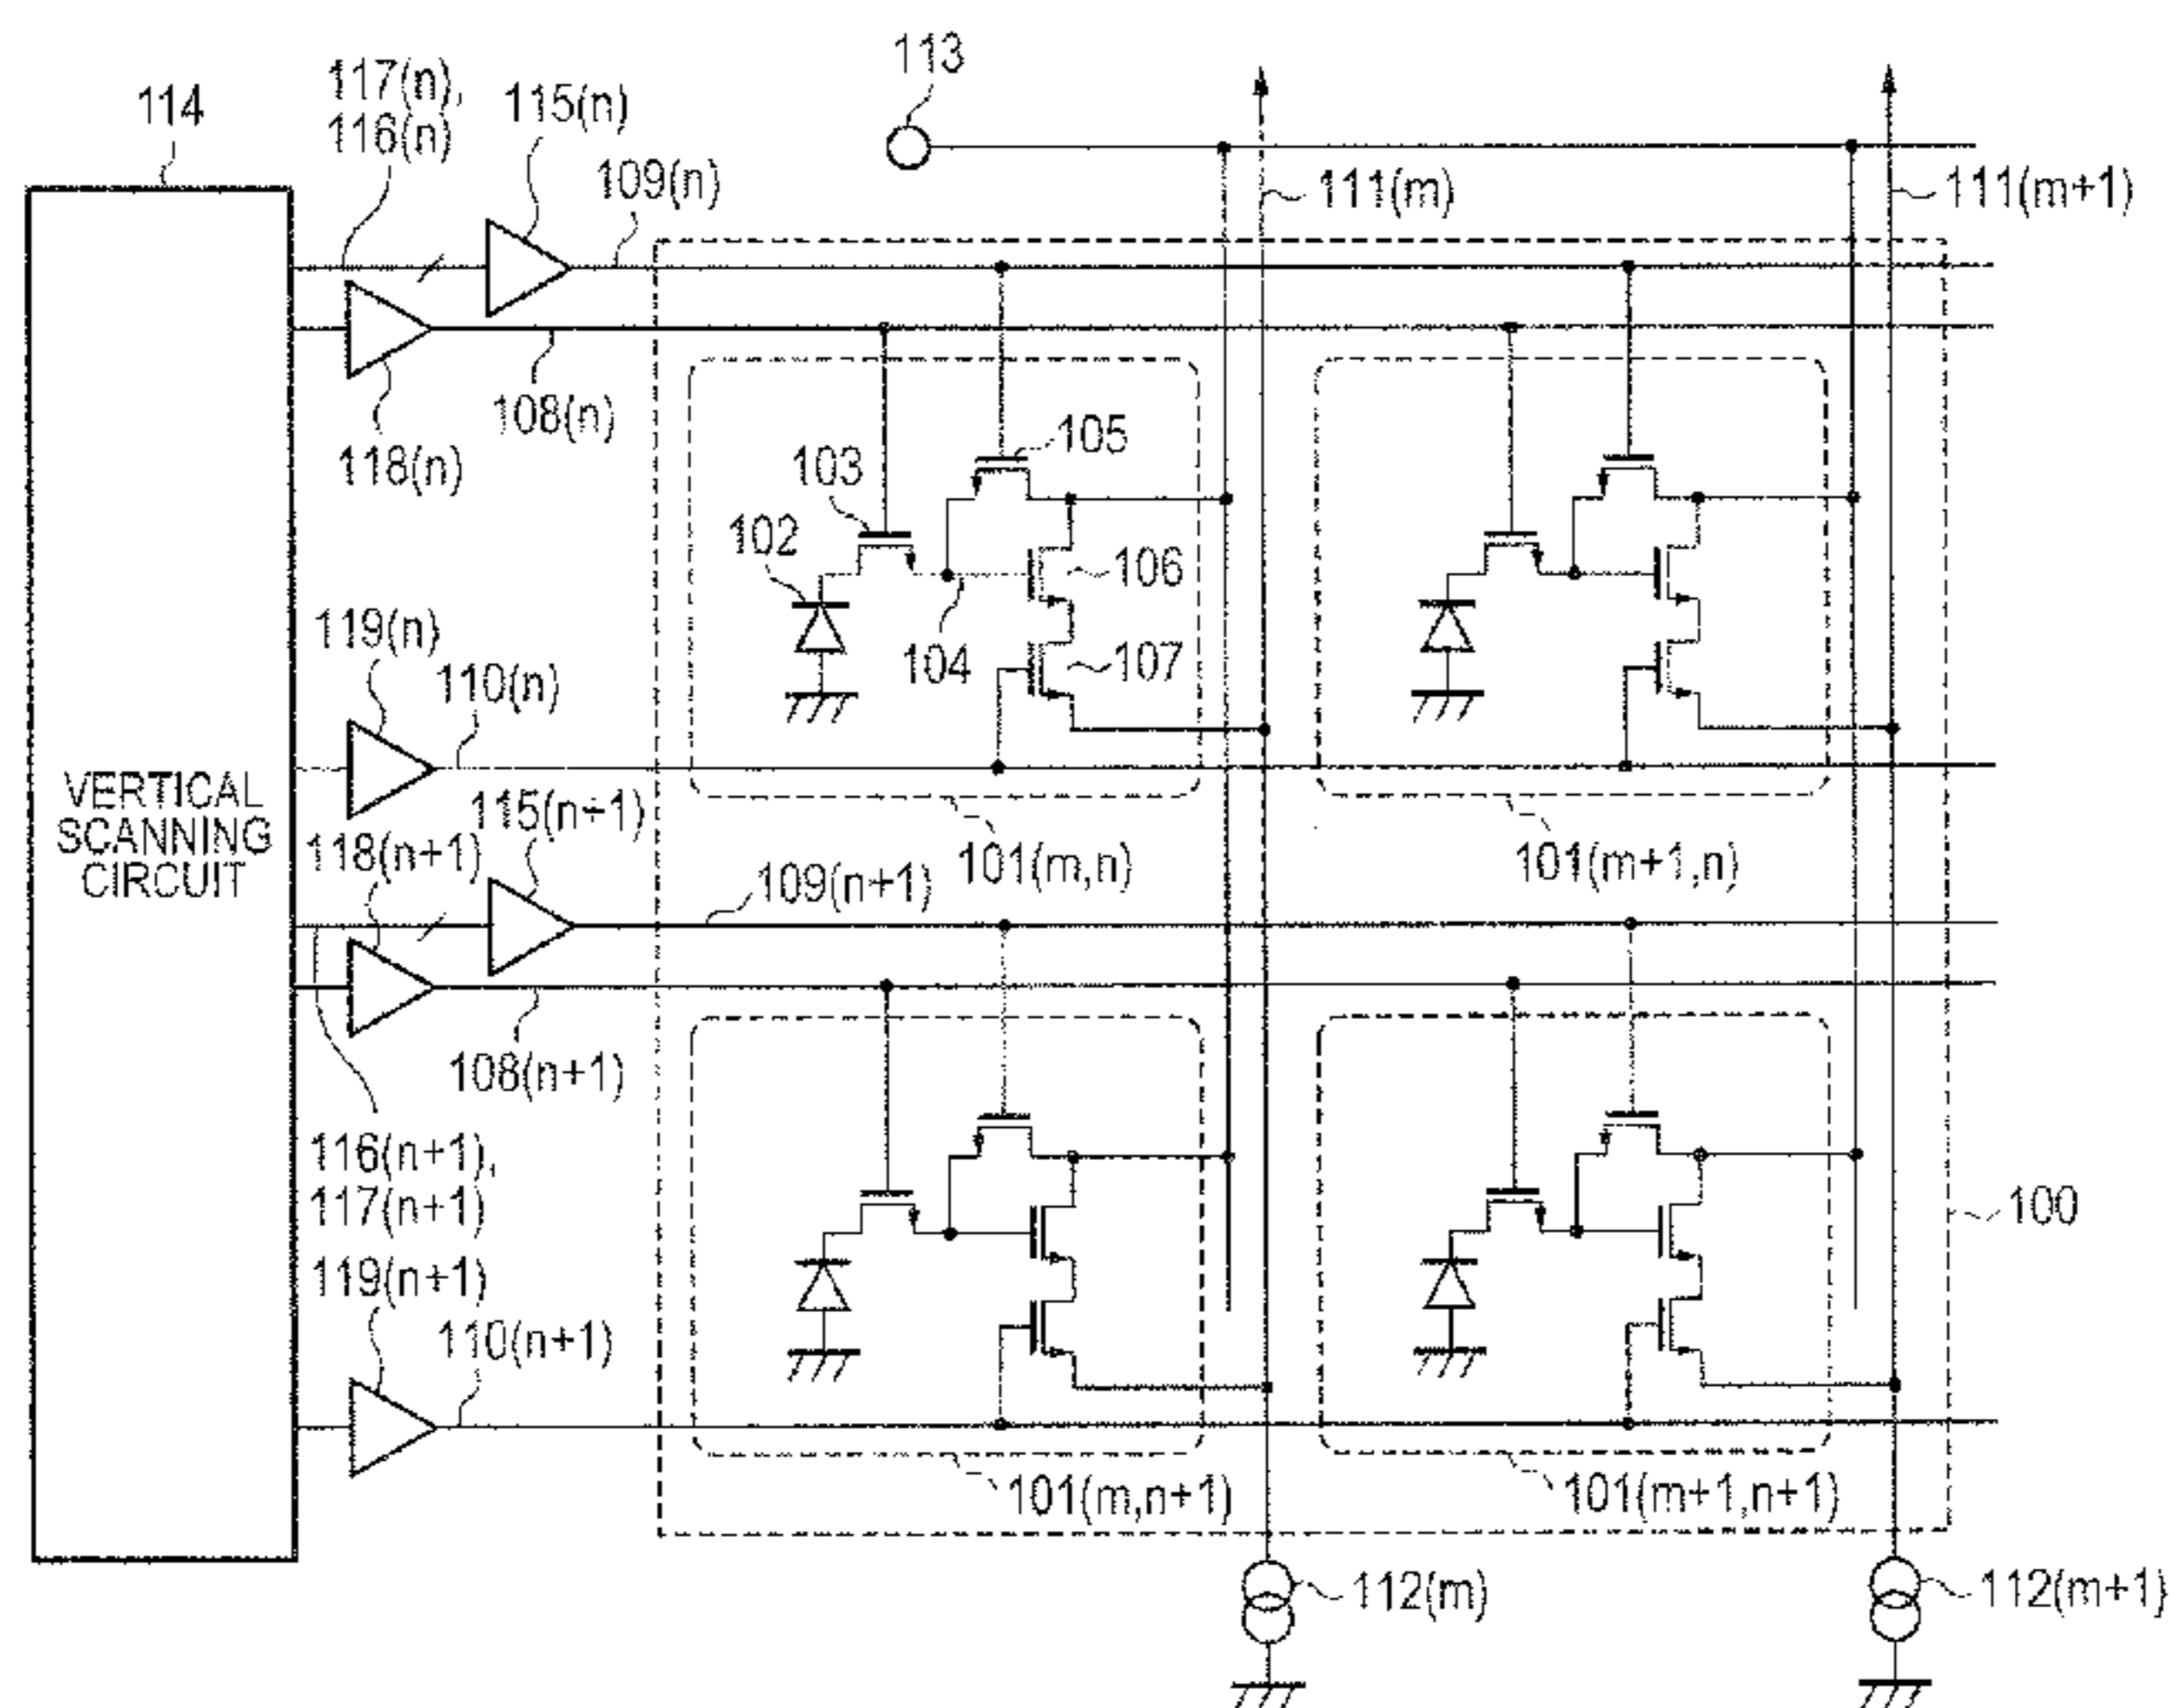 113
117(n),
116(n)
115(n)
114
109(n)
111(m)
111(m+1)
108(n)
118(n)
105
103
102
106
104
107
119(n)
110(n)
VERTICAL
SCANNING
CIRCUIT
115(n+1)
118(n+1)
109(n+1)
101(m,n)
101(m+1,n)
108(n+1)
116(n+1),
117(n+1)
100
119(n+1)
110(n+1)
101(m,n+1)
101(m+1,n+1)
112(m)
112(m+1)